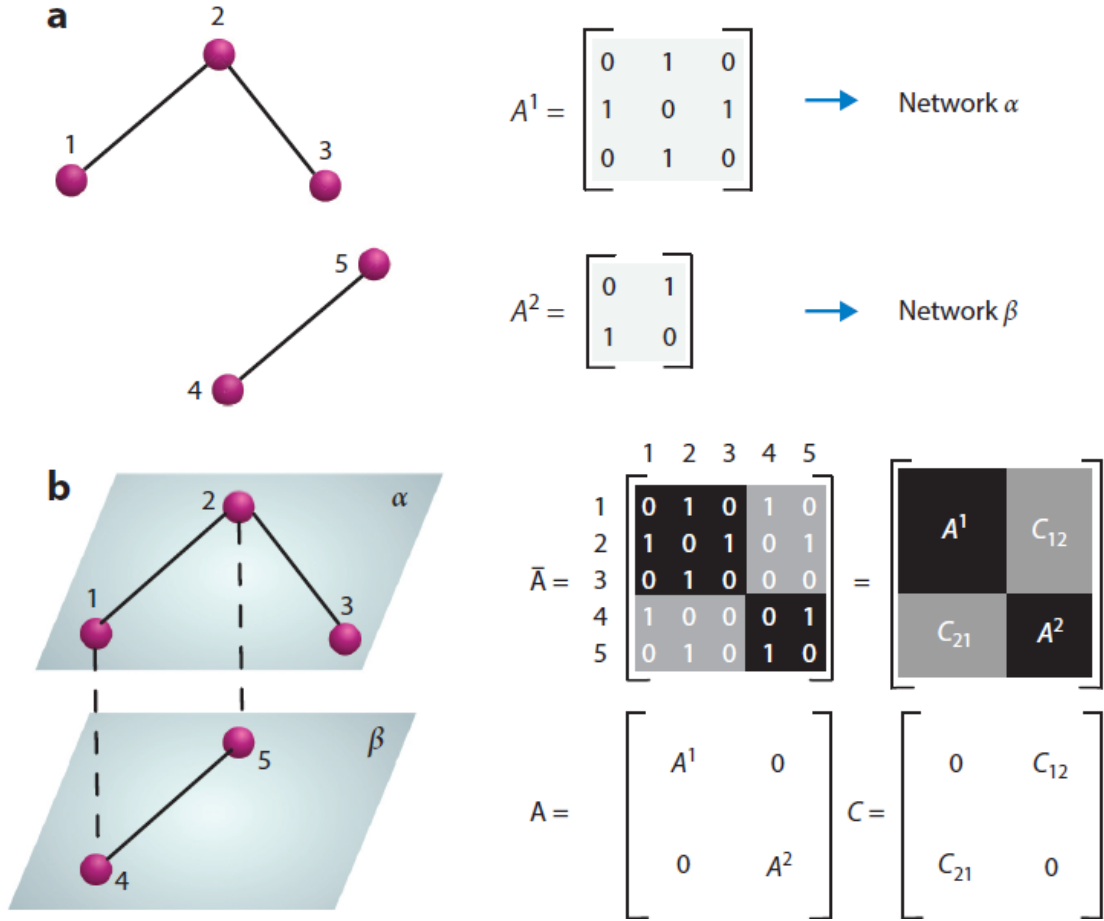 a
2
1
3
A¹ =
0 1 0
1 0 1
0 1 0
Network α
5
4
A² =
0 1
1 0
Network β
b
α
2
1
3
β
5
4
1 2 3 4 5
Ā =
1 0 1 0 1 0
2 1 0 1 0 1
3 0 1 0 0 0
4 1 0 0 0 1
5 0 1 0 1 0
=
A¹ C₁₂
C₂₁ A²
A =
A¹ 0
0 A²
C =
0 C₁₂
C₂₁ 0